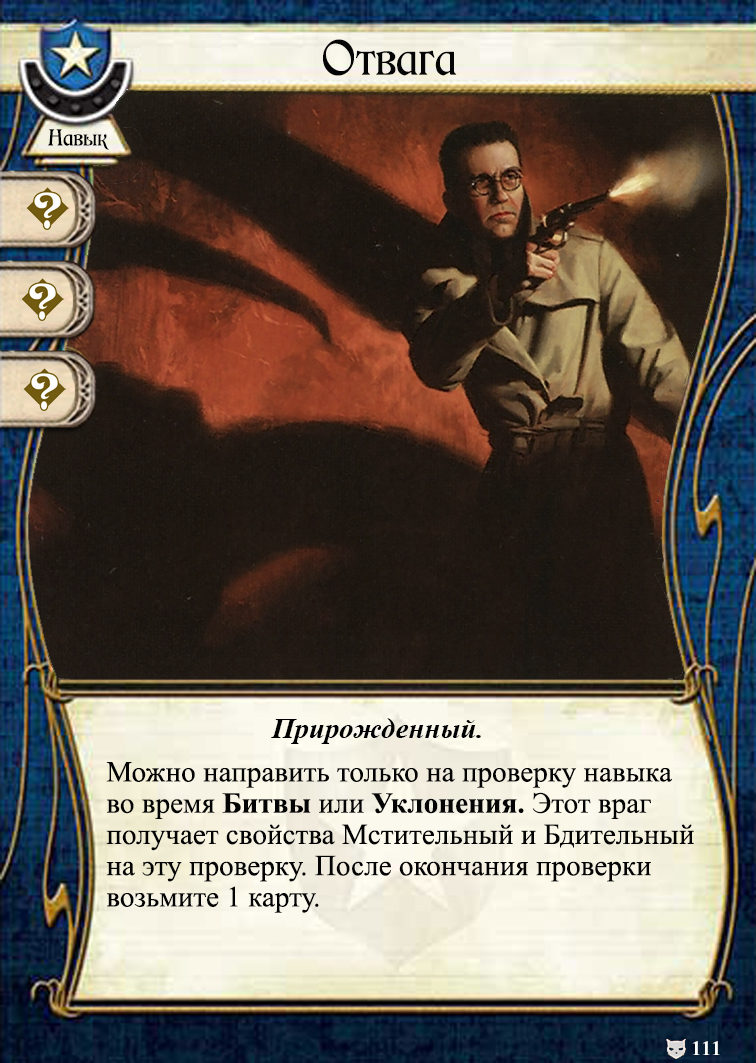 Отвага
Навык
?
?
?
Прирожденный.
Можно направить только на проверку навыка
во время Битвы или Уклонения. Этот враг
получает свойства Мстительный и Бдительный
на эту проверку. После окончания проверки
возьмите 1 карту.
111